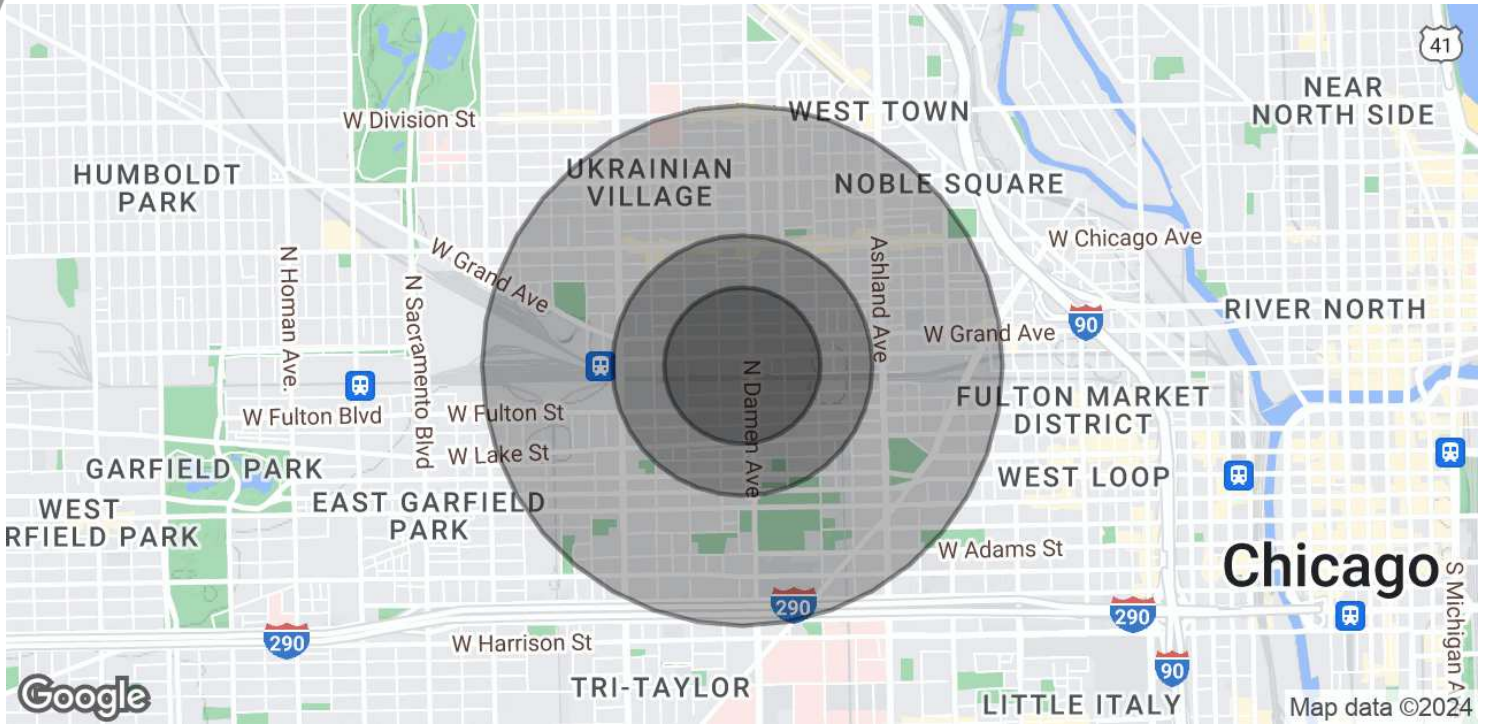 41
NEAR
NORTH SIDE
WEST TOWN
W Division St
UKRAINIAN
VILLAGE
HUMBOLDT
PARK
NOBLE SQUARE
W Chicago Ave
W Grand Ave
N Homan Ave.
N Sacramento Blvd
Ashland Ave
RIVER NORTH
90
W Grand Ave
N Damen Ave
FULTON MARKET
DISTRICT
W Fulton Blvd
W Fulton St
W Lake St
GARFIELD PARK
WEST LOOP
WEST
RFIELD PARK
EAST GARFIELD
PARK
W Adams St
Chicago
S Michigan A
290
290
290
W Harrison St
90
TRI-TAYLOR
LITTLE ITALY
Google
Map data ©2024